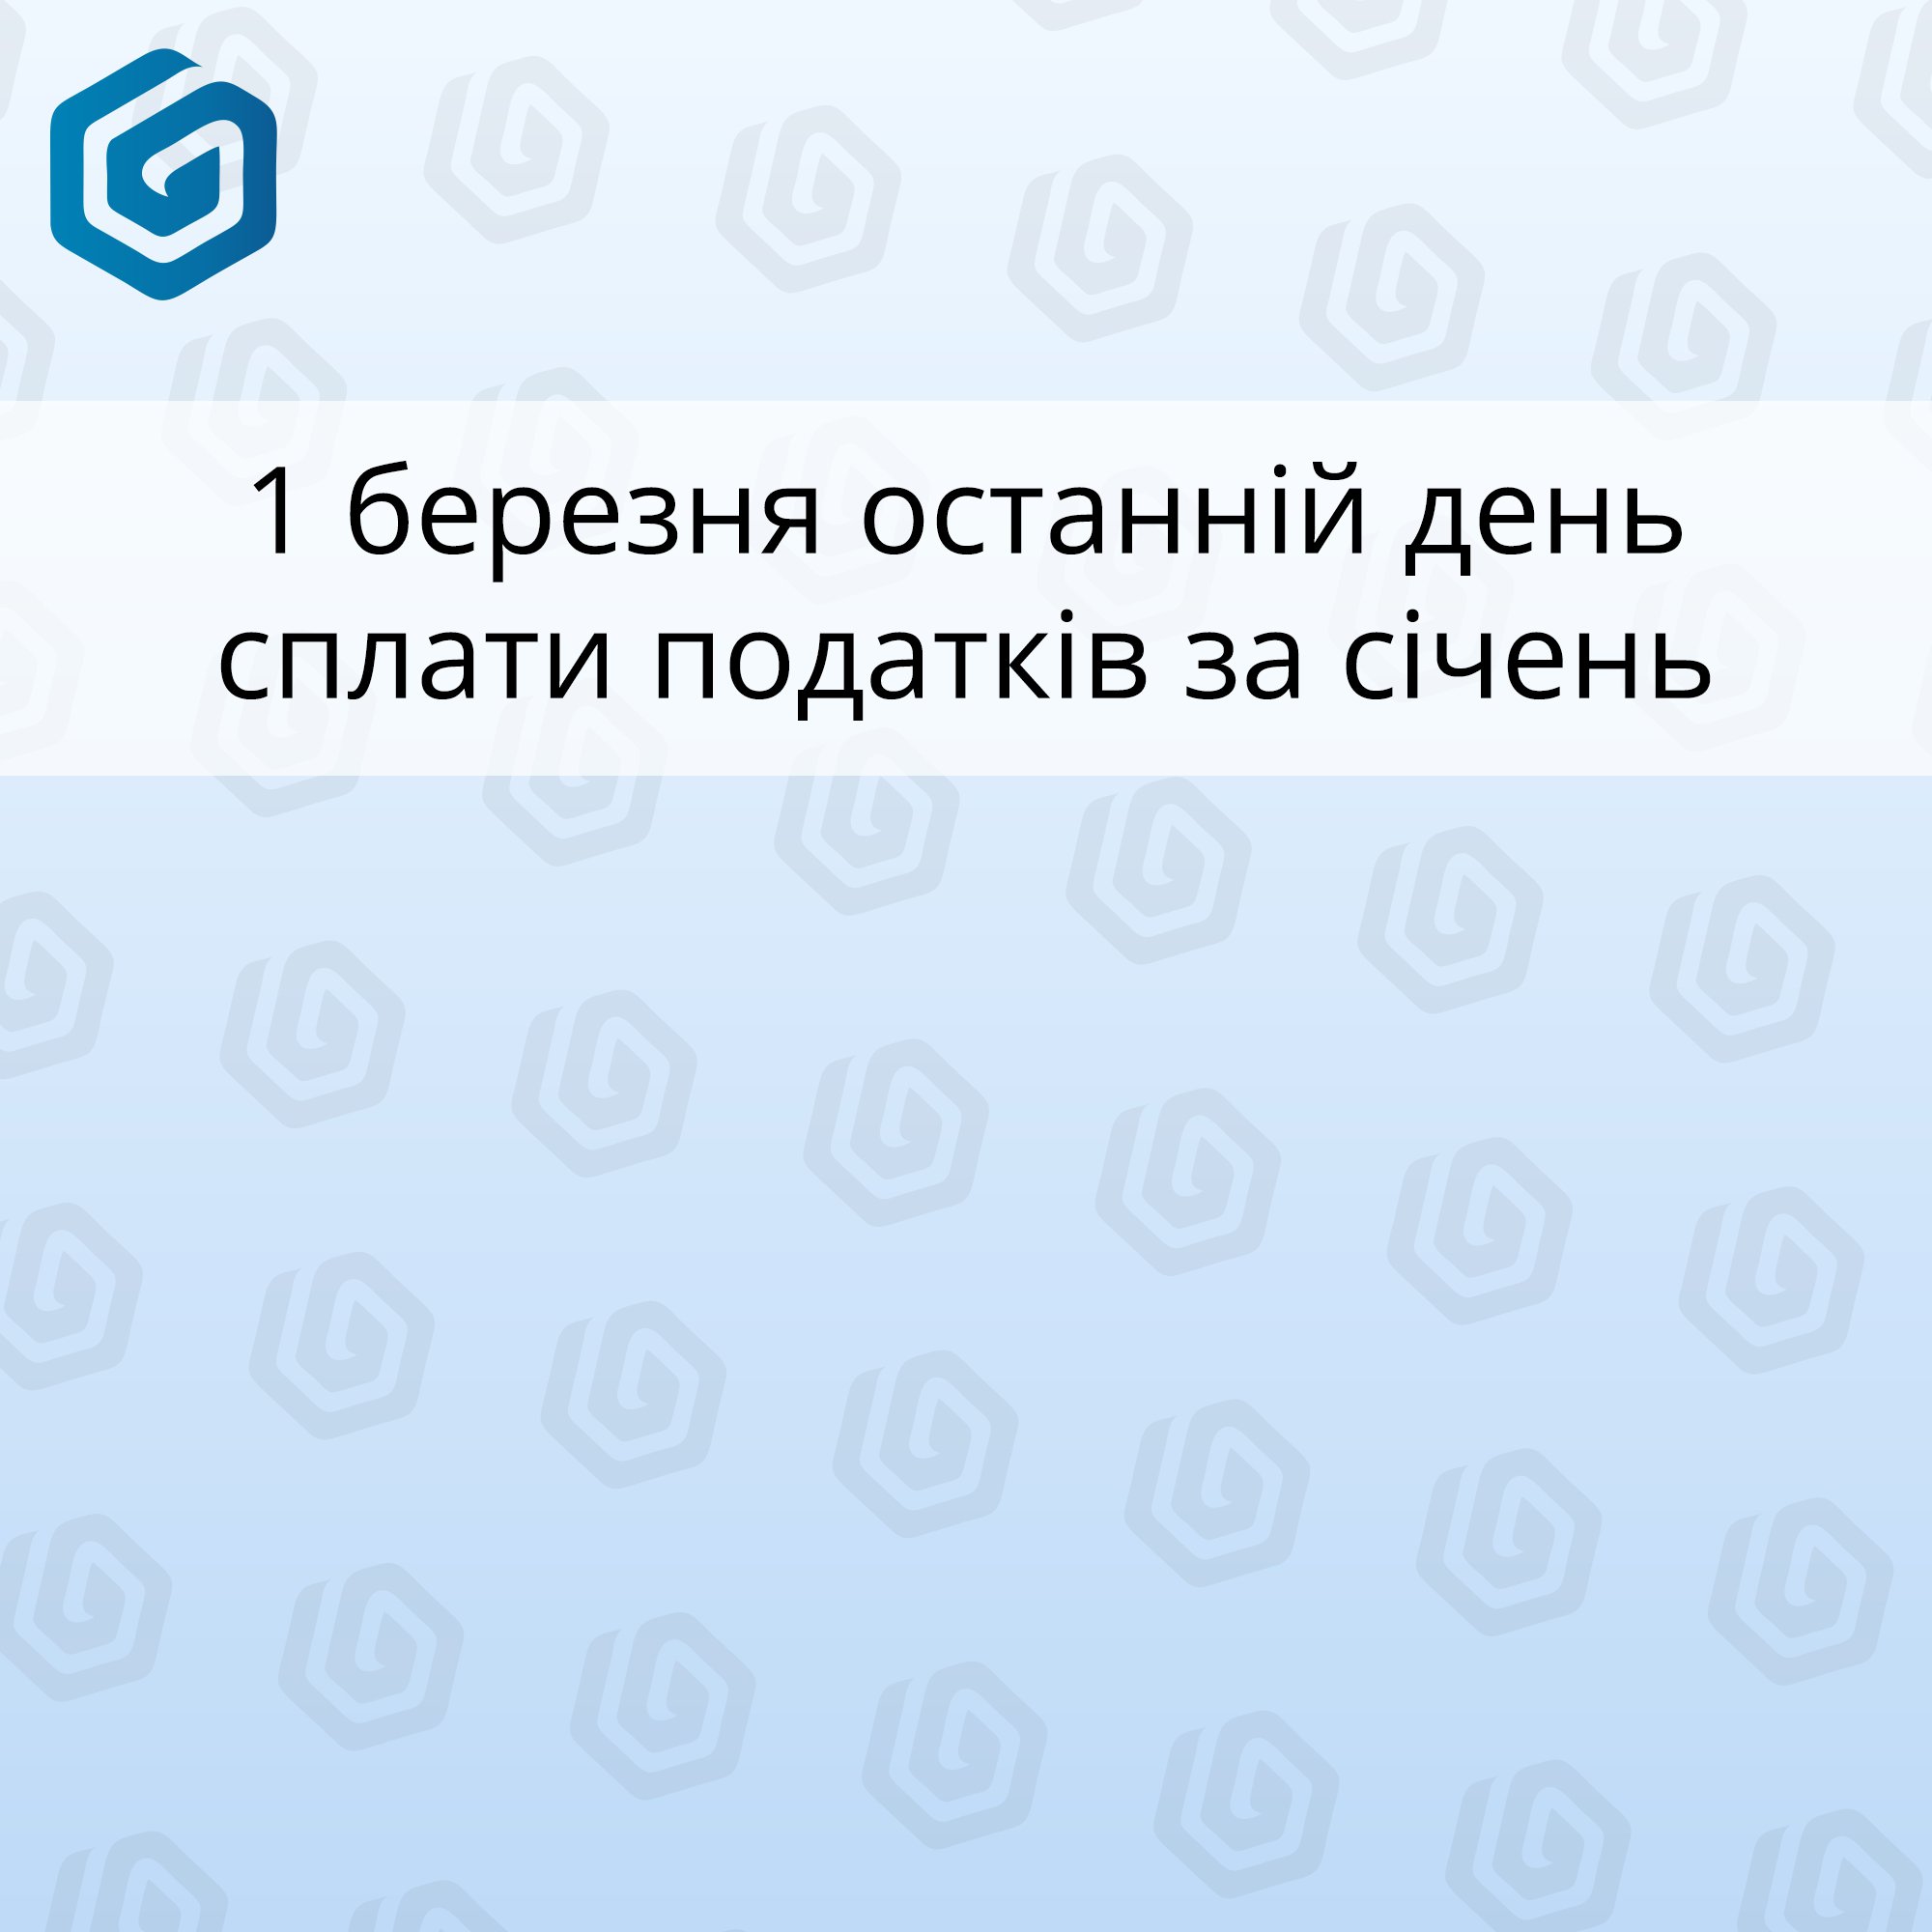 1 березня останній день
сплати податків за січень